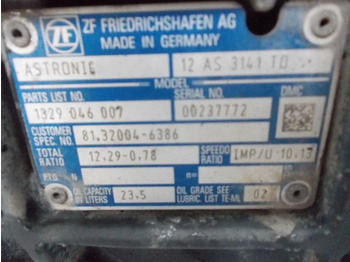 ZF FRIEDRICHSHAFEN AG
MADE IN GERMANY
ASTRONIC 12 AS 3141 TO
MODEL
PARTS LIST NO. SERIAL NO. DMC
1329 046 007 00237772
CUSTOMER SPEC. NO. 81.32004-6386
TOTAL RATIO 12.29-0.78 SPEEDO RATIO IMP/U 10.13
PTO N n=
OIL CAPACITY IN LITERS 23.5 OIL GRADE SEE LUBRIC. LIST TE-ML 02